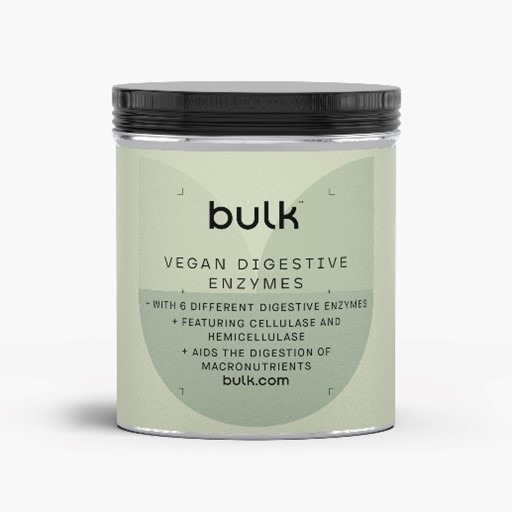 bulk™
VEGAN DIGESTIVE
ENZYMES
- WITH 6 DIFFERENT DIGESTIVE ENZYMES
+ FEATURING CELLULASE AND
HEMICELLULASE
+ AIDS THE DIGESTION OF
MACRONUTRIENTS
bulk.com